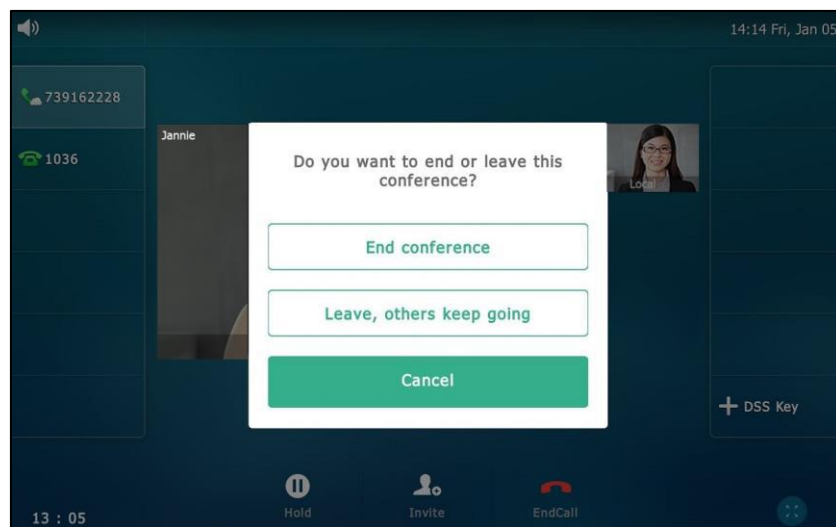 14:14 Fri, Jan 05
739162228
1036
Jannie
Local
Do you want to end or leave this
conference?
End conference
Leave, others keep going
Cancel
DSS Key
Hold
Invite
EndCall
13 : 05